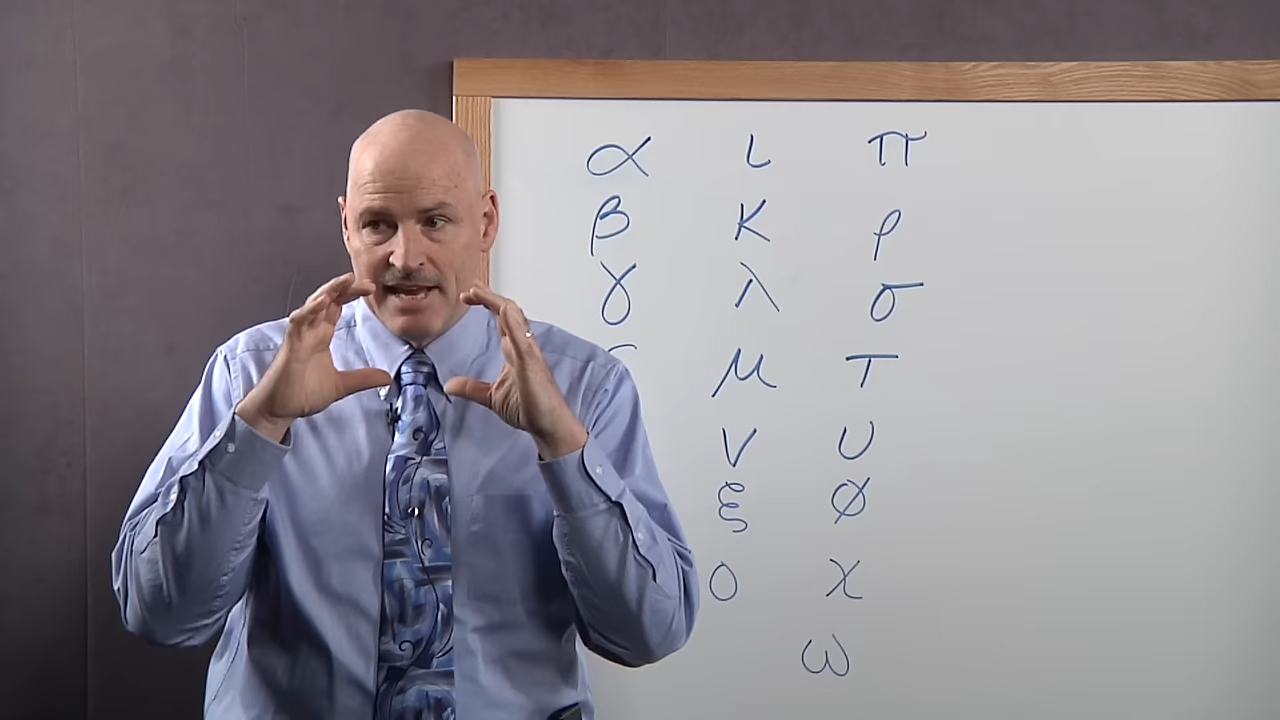 α ι π
β κ ρ
γ λ σ
μ τ
ν υ
ξ φ
ο χ
ω